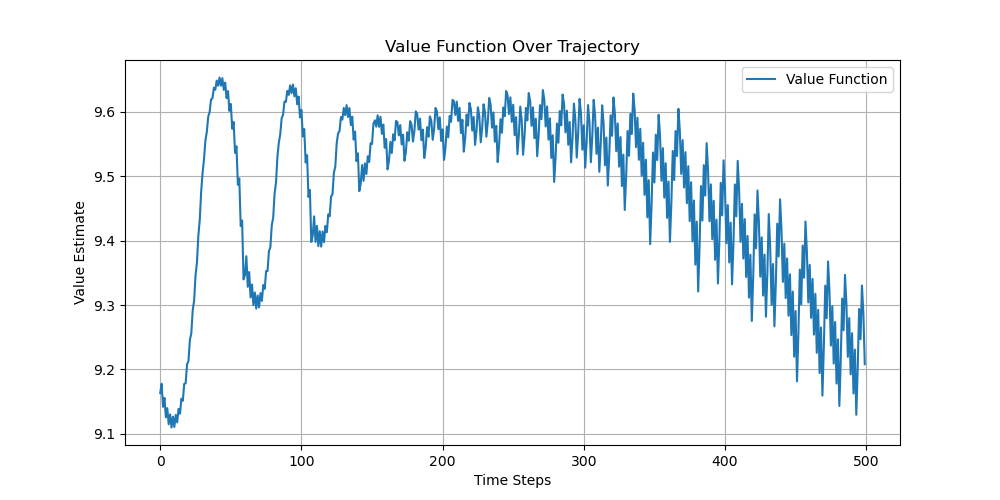 Value Function Over Trajectory
Value Function
Value Estimate
9.6
9.5
9.4
9.3
9.2
9.1
0 100 200 300 400 500
Time Steps